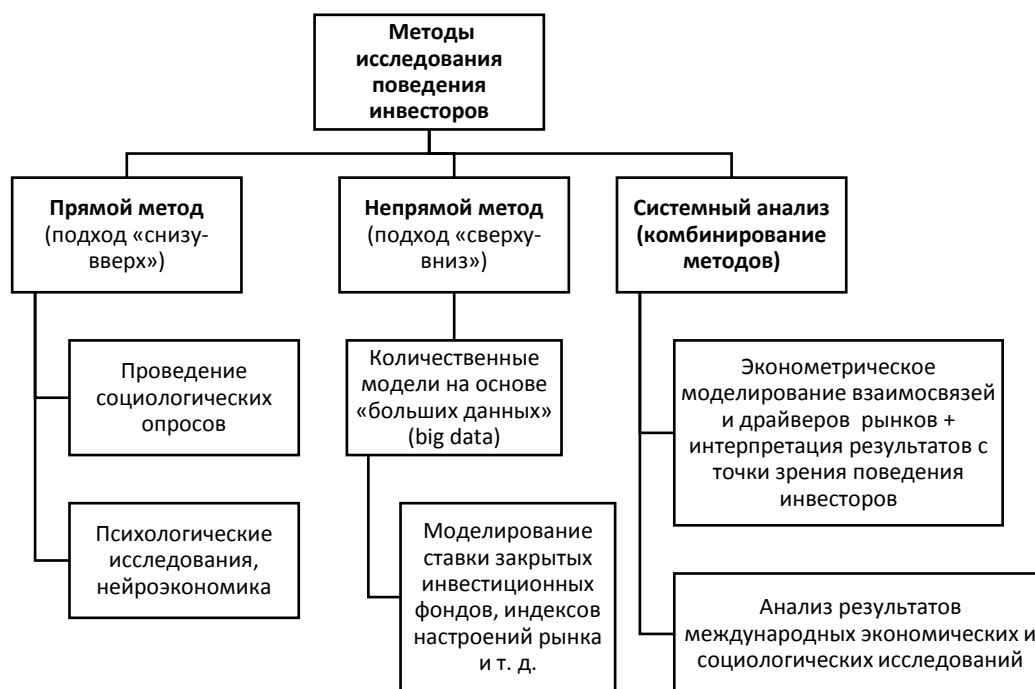 Методы
исследования
поведения
инвесторов
Прямой метод
(подход «снизу-
вверх»)
Непрямой метод
(подход «сверху-
вниз»)
Системный анализ
(комбинирование
методов)
Проведение
социологических
опросов
Психологические
исследования,
нейроэкономика
Количественные
модели на основе
«больших данных»
(big data)
Моделирование
ставки закрытых
инвестиционных
фондов, индексов
настроений рынка
и т. д.
Эконометрическое
моделирование взаимосвязей
и драйверов рынков +
интерпретация результатов с
точки зрения поведения
инвесторов
Анализ результатов
международных экономических и
социологических исследований